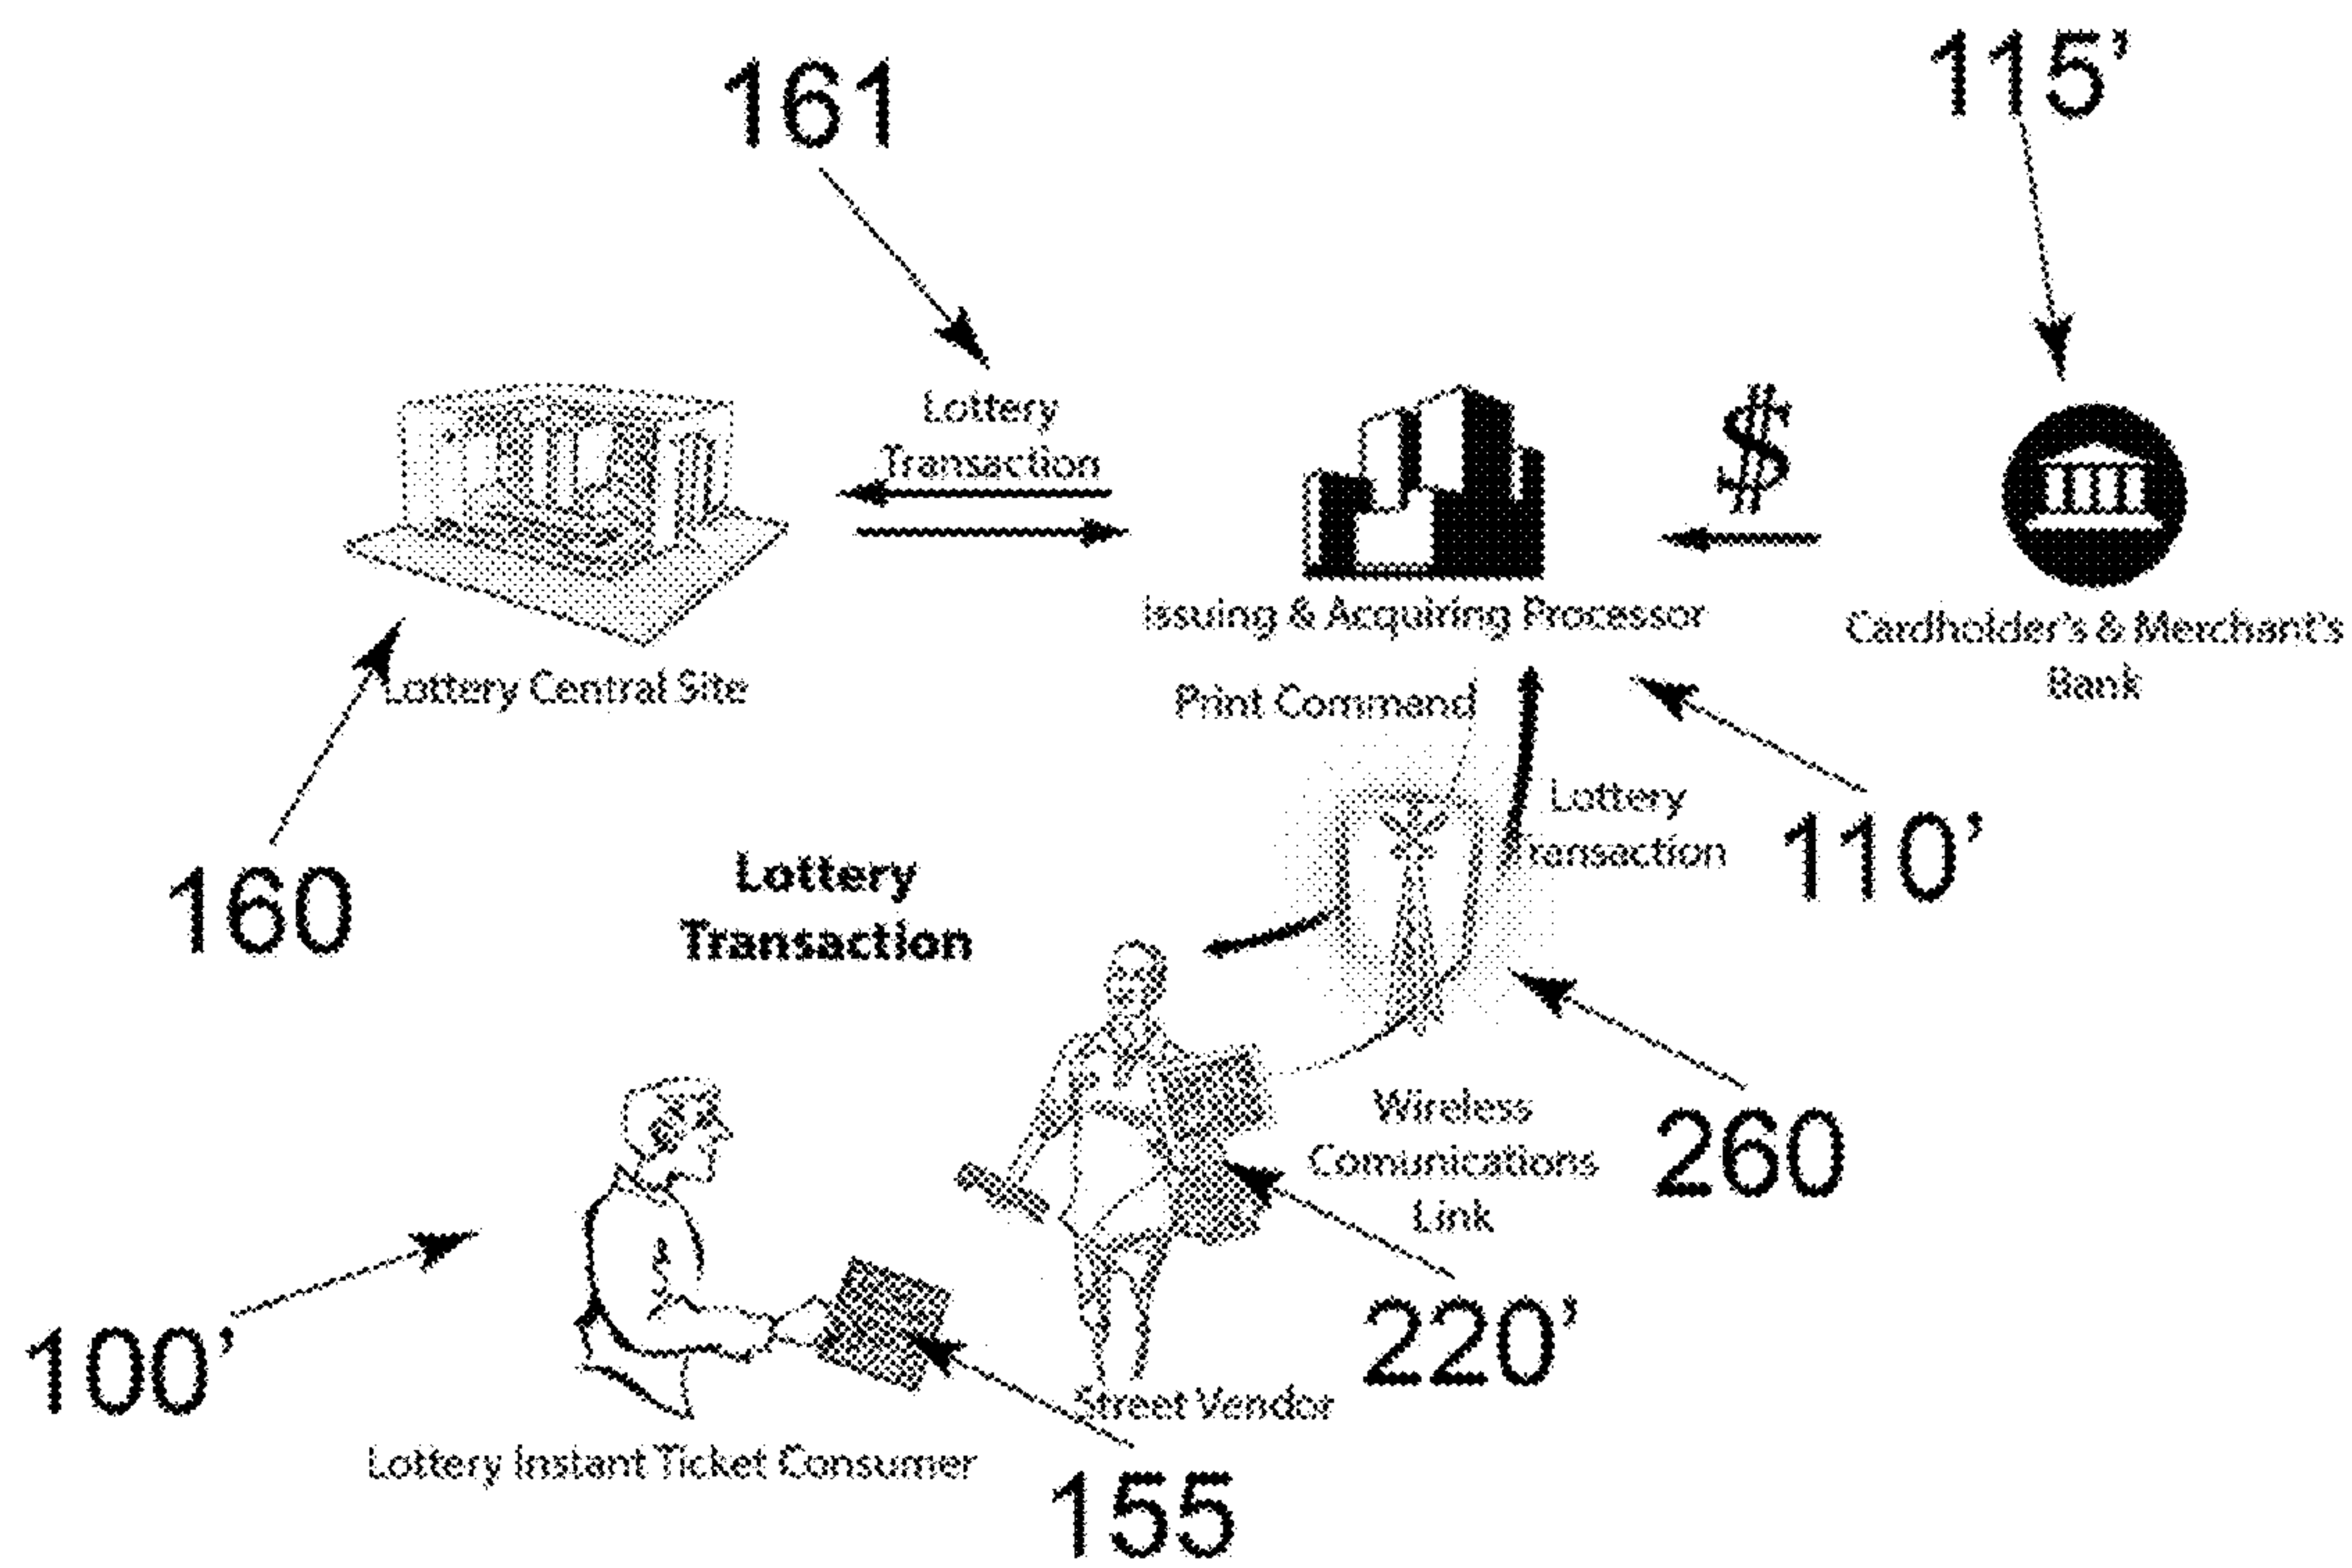 161
115’
Lottery
Transaction
$
Issuing & Acquiring Processor
Cardholder's & Merchant's
Bank
Lottery Central Site
Print Command
Lottery
Transaction
110’
160
Lottery
Transaction
260
Wireless
Comunications
Link
220’
100’
Street Vendor
Lottery Instant Ticket Consumer
155